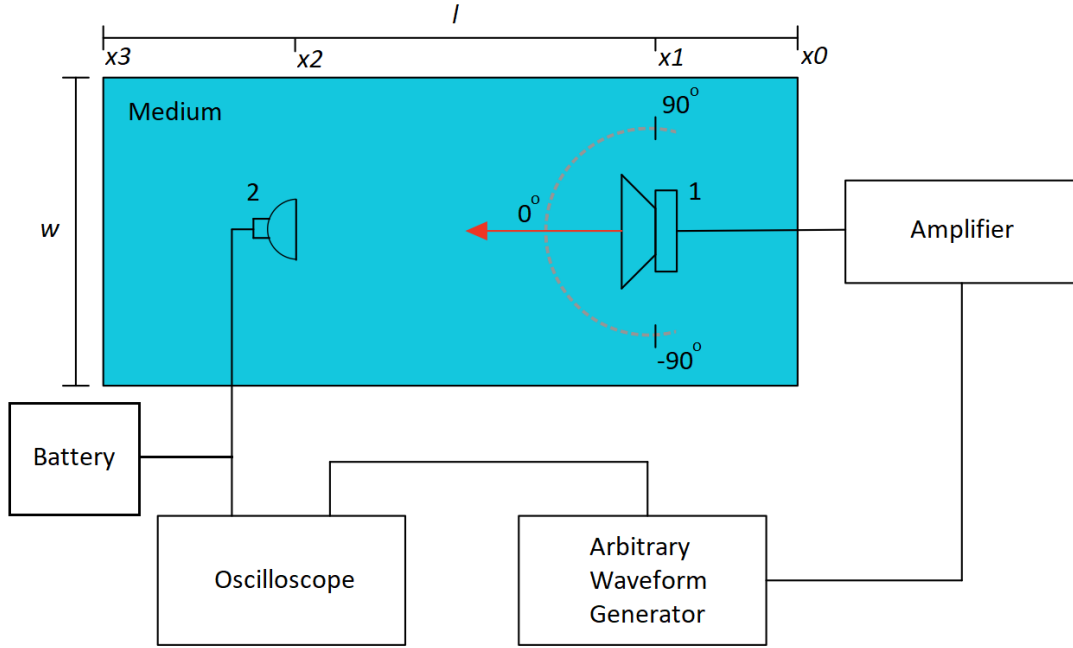 l
x3
x2
x1
x0
Medium
90°
2
1
0°
w
Amplifier
-90°
Battery
Oscilloscope
Arbitrary
Waveform
Generator